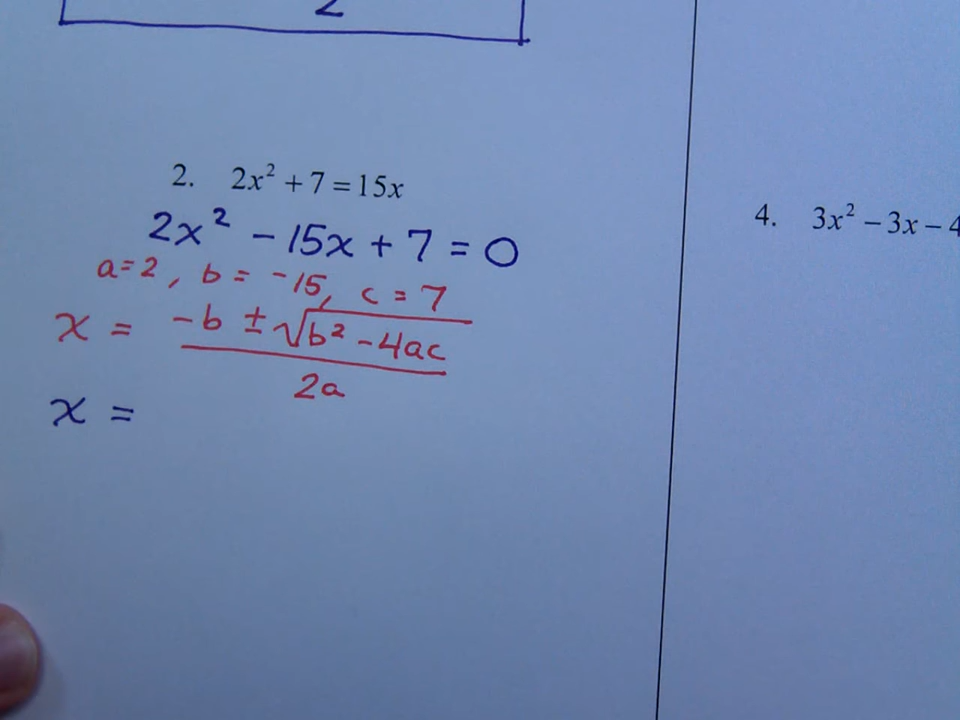 2
2. 2x² + 7 = 15x
2x² - 15x + 7 = 0
a = 2, b = -15, c = 7
x = -b ± √b² - 4ac
2a
x =
4. 3x² - 3x - 4